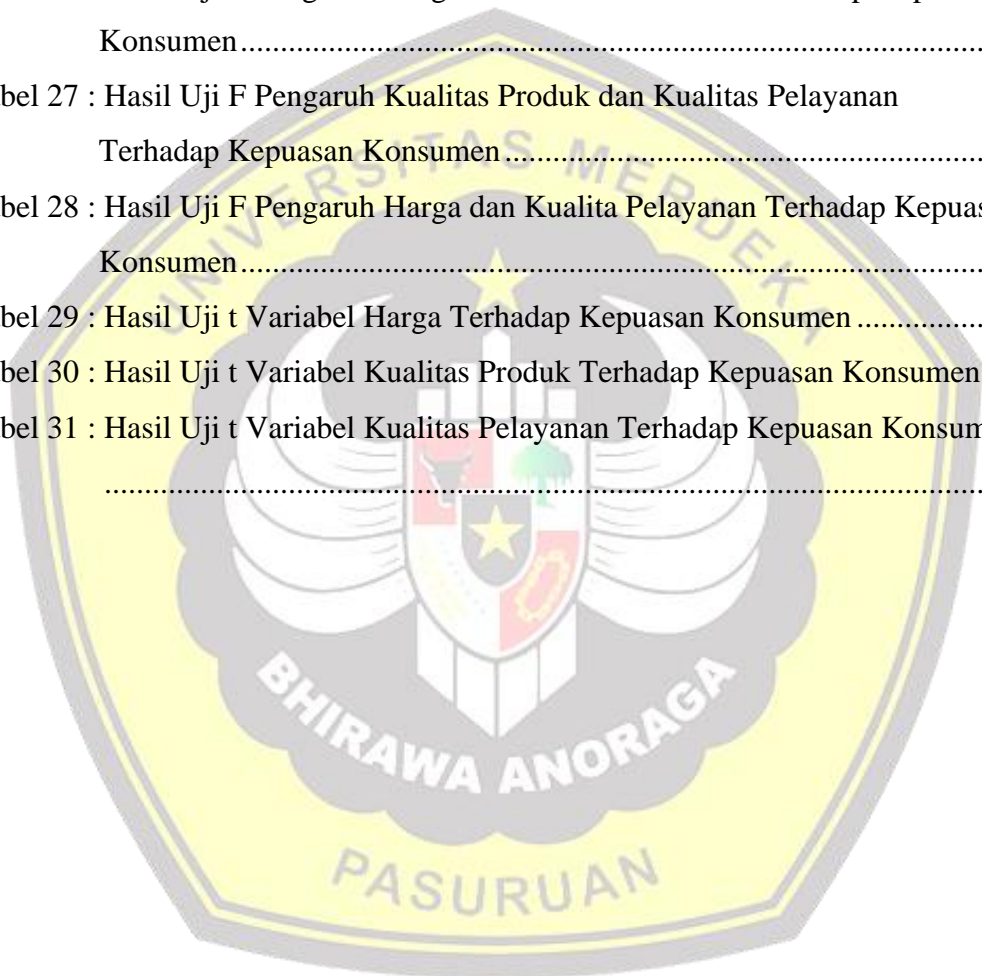 Konsumen....................................................................................................
bel 27 : Hasil Uji F Pengaruh Kualitas Produk dan Kualitas Pelayanan
Terhadap Kepuasan Konsumen............................................................
bel 28 : Hasil Uji F Pengaruh Harga dan Kualita Pelayanan Terhadap Kepuas
Konsumen....................................................................................................
bel 29 : Hasil Uji t Variabel Harga Terhadap Kepuasan Konsumen................
bel 30 : Hasil Uji t Variabel Kualitas Produk Terhadap Kepuasan Konsumen
bel 31 : Hasil Uji t Variabel Kualitas Pelayanan Terhadap Kepuasan Konsum
....................................................................................................
UNIVERSITAS MERDEKA
BHIRAWA ANORAGA
PASURUAN